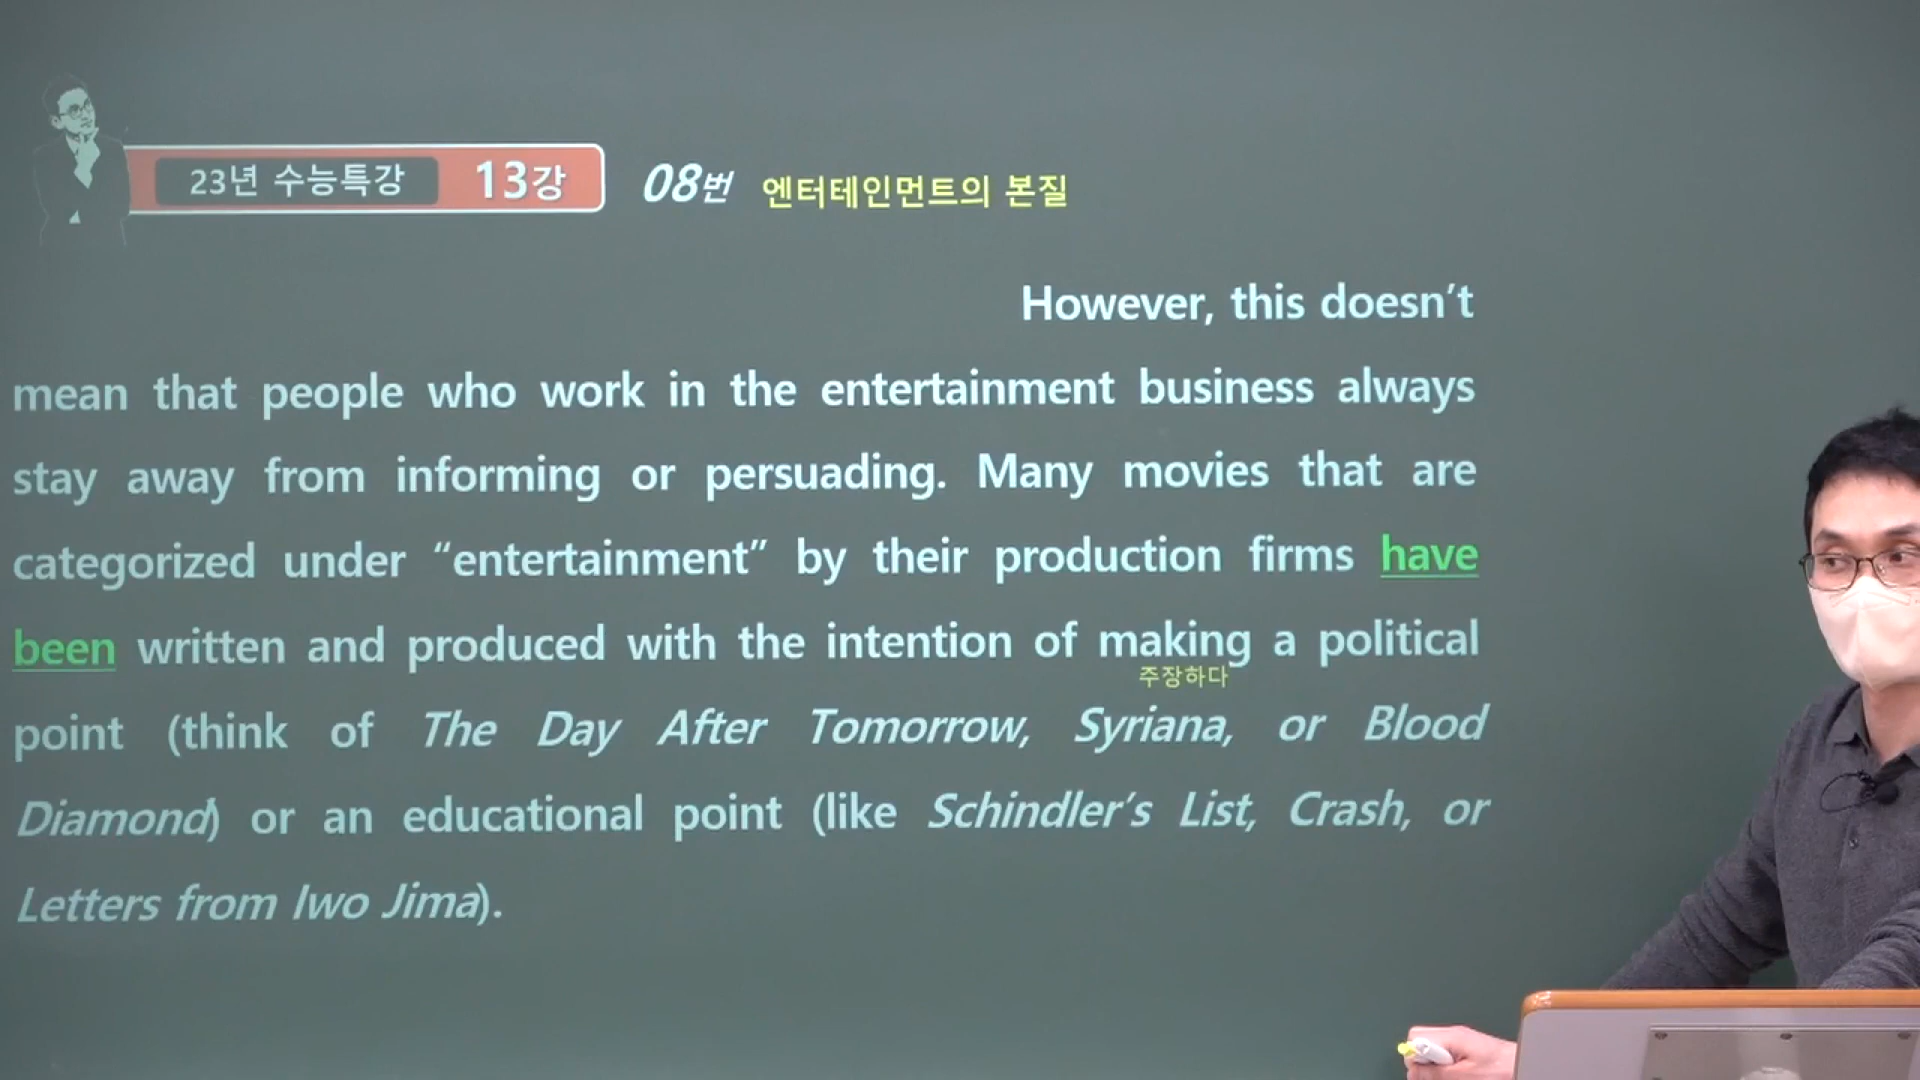 23년 수능특강 13강 08번 엔터테인먼트의 본질
However, this doesn't
mean that people who work in the entertainment business always
stay away from informing or persuading. Many movies that are
categorized under “entertainment” by their production firms have
been written and produced with the intention of making a political
주장하다
point (think of The Day After Tomorrow, Syriana, or Blood
Diamond) or an educational point (like Schindler's List, Crash, or
Letters from Iwo Jima).